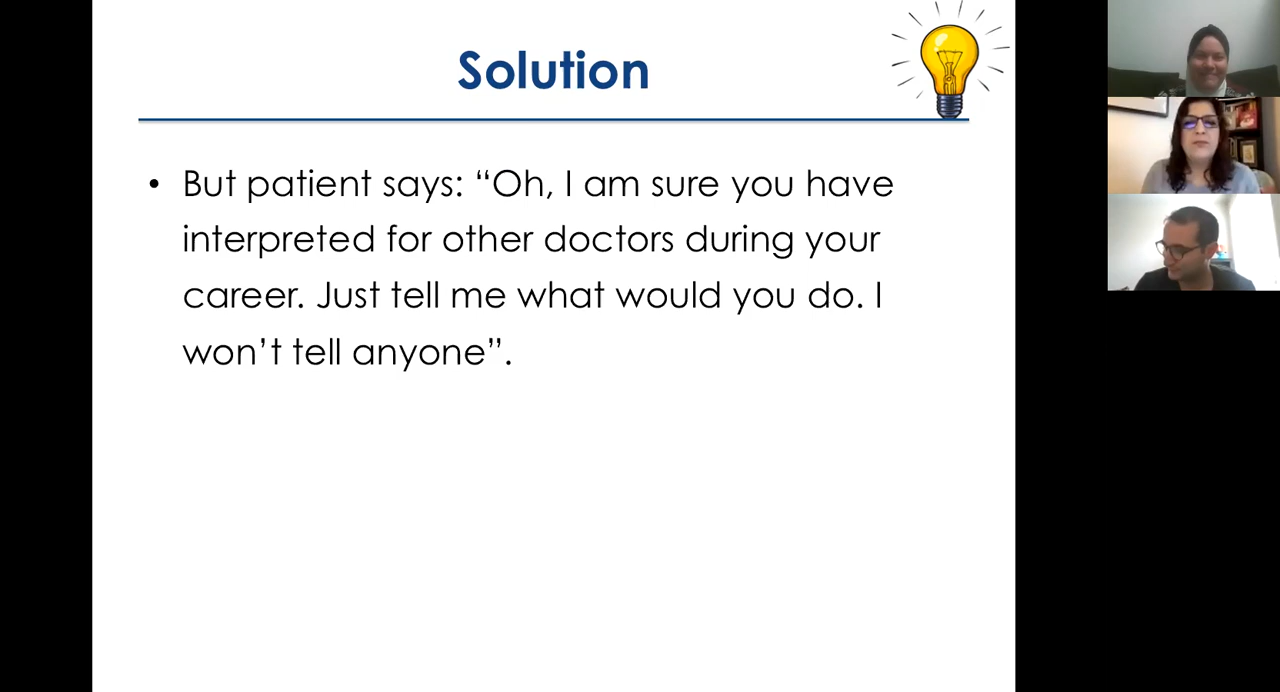 Solution
• But patient says: “Oh, I am sure you have
interpreted for other doctors during your
career. Just tell me what would you do. I
won’t tell anyone”.